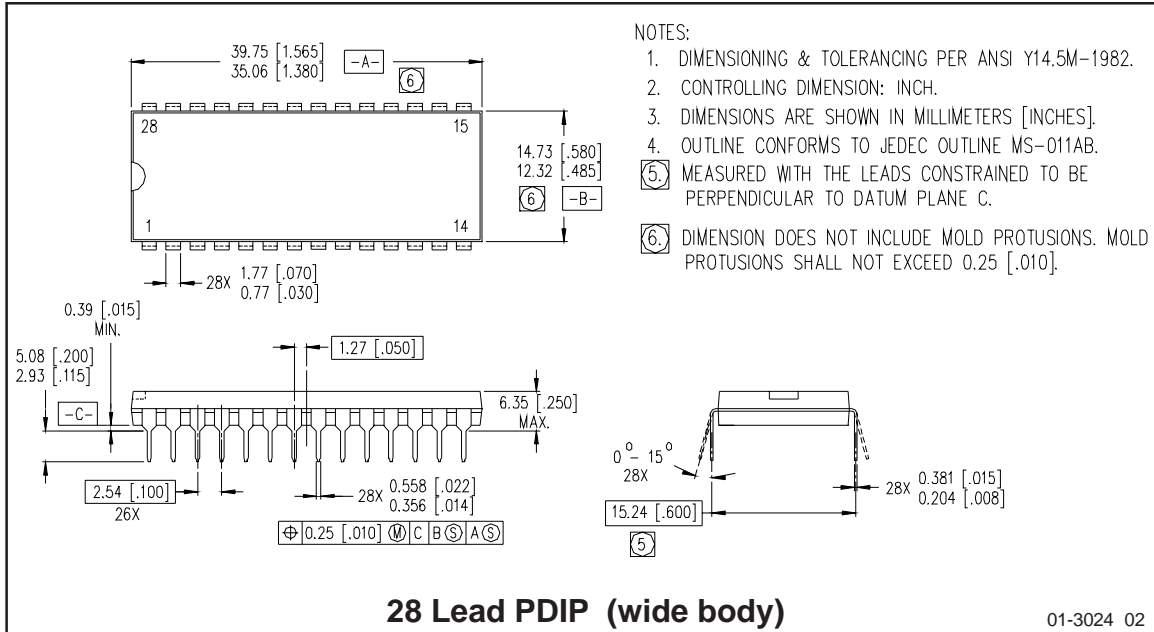 39.75 [1.565]
35.06 [1.380]
-A-
6
28
15
1
14
14.73 [.580]
12.32 [.485]
6
-B-
28X 1.77 [.070]
0.77 [.030]
NOTES:
1. DIMENSIONING & TOLERANCING PER ANSI Y14.5M-1982.
2. CONTROLLING DIMENSION: INCH.
3. DIMENSIONS ARE SHOWN IN MILLIMETERS [INCHES].
4. OUTLINE CONFORMS TO JEDEC OUTLINE MS-011AB.
5. MEASURED WITH THE LEADS CONSTRAINED TO BE
PERPENDICULAR TO DATUM PLANE C.
6. DIMENSION DOES NOT INCLUDE MOLD PROTUSIONS. MOLD
PROTUSIONS SHALL NOT EXCEED 0.25 [.010].
0.39 [.015]
MIN.
5.08 [.200]
2.93 [.115]
-C-
1.27 [.050]
6.35 [.250]
MAX.
2.54 [.100]
26X
28X 0.558 [.022]
0.356 [.014]
⌖ 0.25 [.010] Ⓜ C B Ⓢ A Ⓢ
0° - 15°
28X
15.24 [.600]
5
28X 0.381 [.015]
0.204 [.008]
28 Lead PDIP (wide body)
01-3024 02